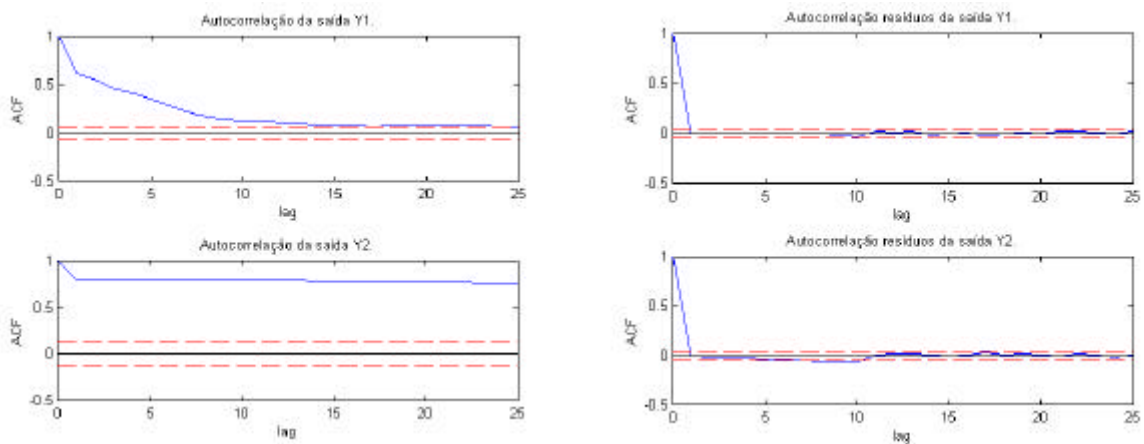 Autocorrelação da saída Y1.
1
0.5
0
-0.5
ACF
0 5 10 15 20 25
lag
Autocorrelação resíduos da saída Y1.
1
0.5
0
-0.5
ACF
0 5 10 15 20 25
lag
Autocorrelação da saída Y2.
1
0.5
0
-0.5
ACF
0 5 10 15 20 25
lag
Autocorrelação resíduos da saída Y2
1
0.5
0
-0.5
ACF
0 5 10 15 20 25
lag